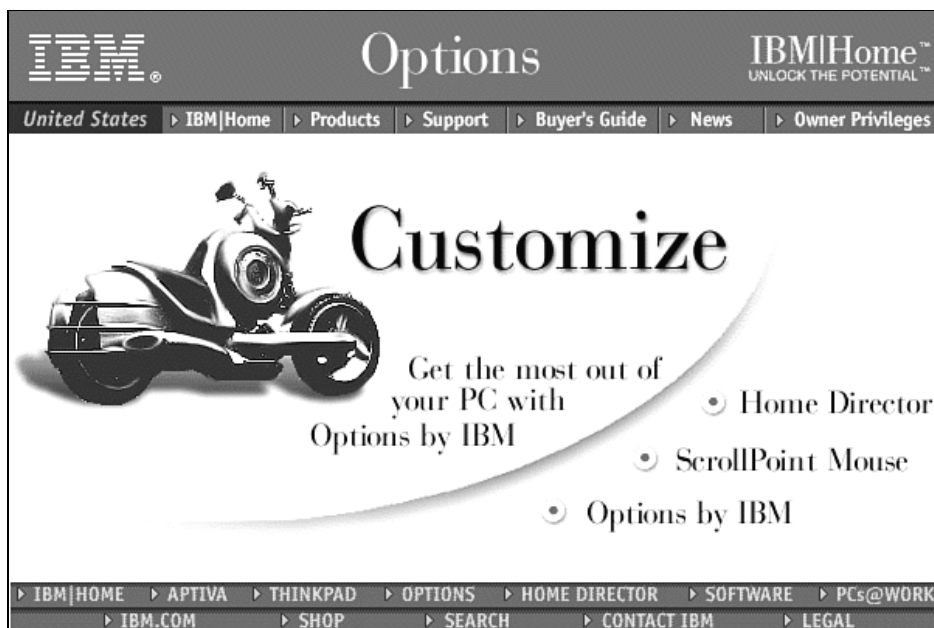 IBM®
Options
IBM|Home™
UNLOCK THE POTENTIAL™
United States IBM|Home Products Support Buyer's Guide News Owner Privileges
Customize
Get the most out of
your PC with
Options by IBM
Home Director
ScrollPoint Mouse
Options by IBM
IBM|HOME APTIVA THINKPAD OPTIONS HOME DIRECTOR SOFTWARE PCs@WORK
IBM.COM SHOP SEARCH CONTACT IBM LEGAL